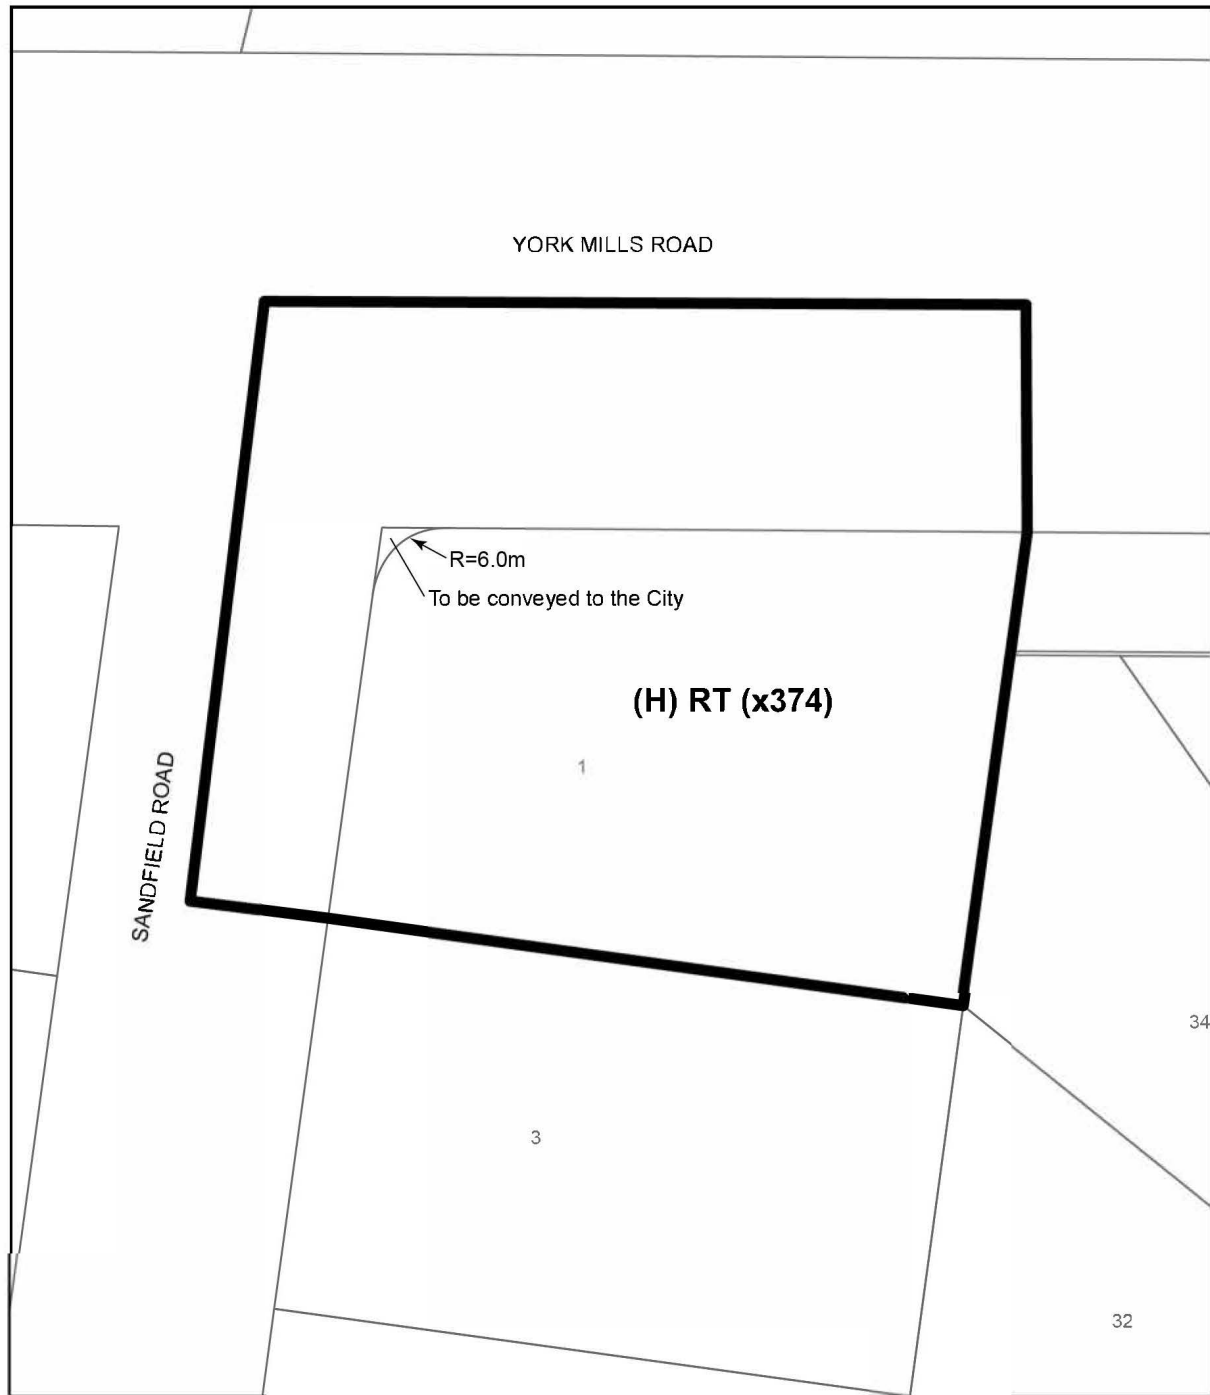 YORK MILLS ROAD
R=6.0m
To be conveyed to the City
(H) RT (x374)
1
SANDFIELD ROAD
34
3
32